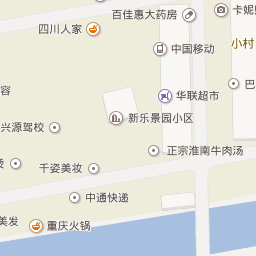 百佳惠大药房
卡妮
四川人家
中国移动
小村
容
巴
华联超市
兴源驾校
新乐景园小区
正宗淮南牛肉汤
千姿美妆
中通快递
美发
重庆火锅